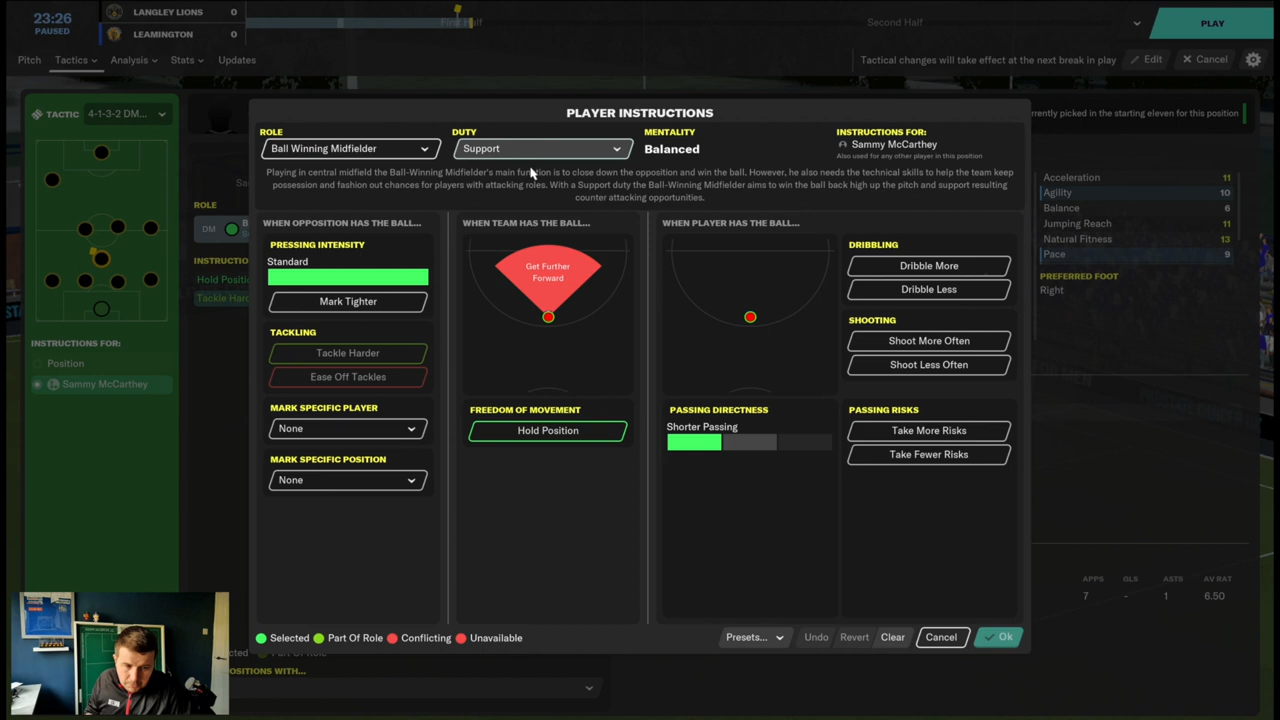 23:26
PAUSED
LANGLEY LIONS 0
LEAMINGTON 0
First Half
Second Half
PLAY
Pitch
Tactics
Analysis
Stats
Updates
Tactical changes will take effect at the next break in play
Edit
Cancel
TACTIC
4-1-3-2 DM...
rrently picked in the starting eleven for this position
PLAYER INSTRUCTIONS
ROLE
Ball Winning Midfielder
DUTY
Support
MENTALITY
Balanced
INSTRUCTIONS FOR:
Sammy McCarthey
Also used for any other player in this position
Playing in central midfield the Ball-Winning Midfielder's main function is to close down the opposition and win the ball. However, he also needs the technical skills to help the team keep
possession and fashion out chances for players with attacking roles. With a Support duty the Ball-Winning Midfielder aims to win the ball back high up the pitch and support resulting
counter attacking opportunities.
ROLE
DM
Hold Position
Tackle Hard
INSTRUCTIONS FOR:
Position
Sammy McCarthey
WHEN OPPOSITION HAS THE BALL...
PRESSING INTENSITY
Standard
Mark Tighter
TACKLING
Tackle Harder
Ease Off Tackles
MARK SPECIFIC PLAYER
None
MARK SPECIFIC POSITION
None
WHEN TEAM HAS THE BALL...
Get Further
Forward
FREEDOM OF MOVEMENT
Hold Position
WHEN PLAYER HAS THE BALL...
PASSING DIRECTNESS
Shorter Passing
DRIBBLING
Dribble More
Dribble Less
SHOOTING
Shoot More Often
Shoot Less Often
PASSING RISKS
Take More Risks
Take Fewer Risks
Acceleration 11
Agility 10
Balance 6
Jumping Reach 11
Natural Fitness 13
Pace 9
PREFERRED FOOT
Right
APPS GLS ASTS AV RAT
7 - 1 6.50
Selected
Part Of Role
Conflicting
Unavailable
Presets...
Undo
Revert
Clear
Cancel
Ok
OSITIONS WITH...